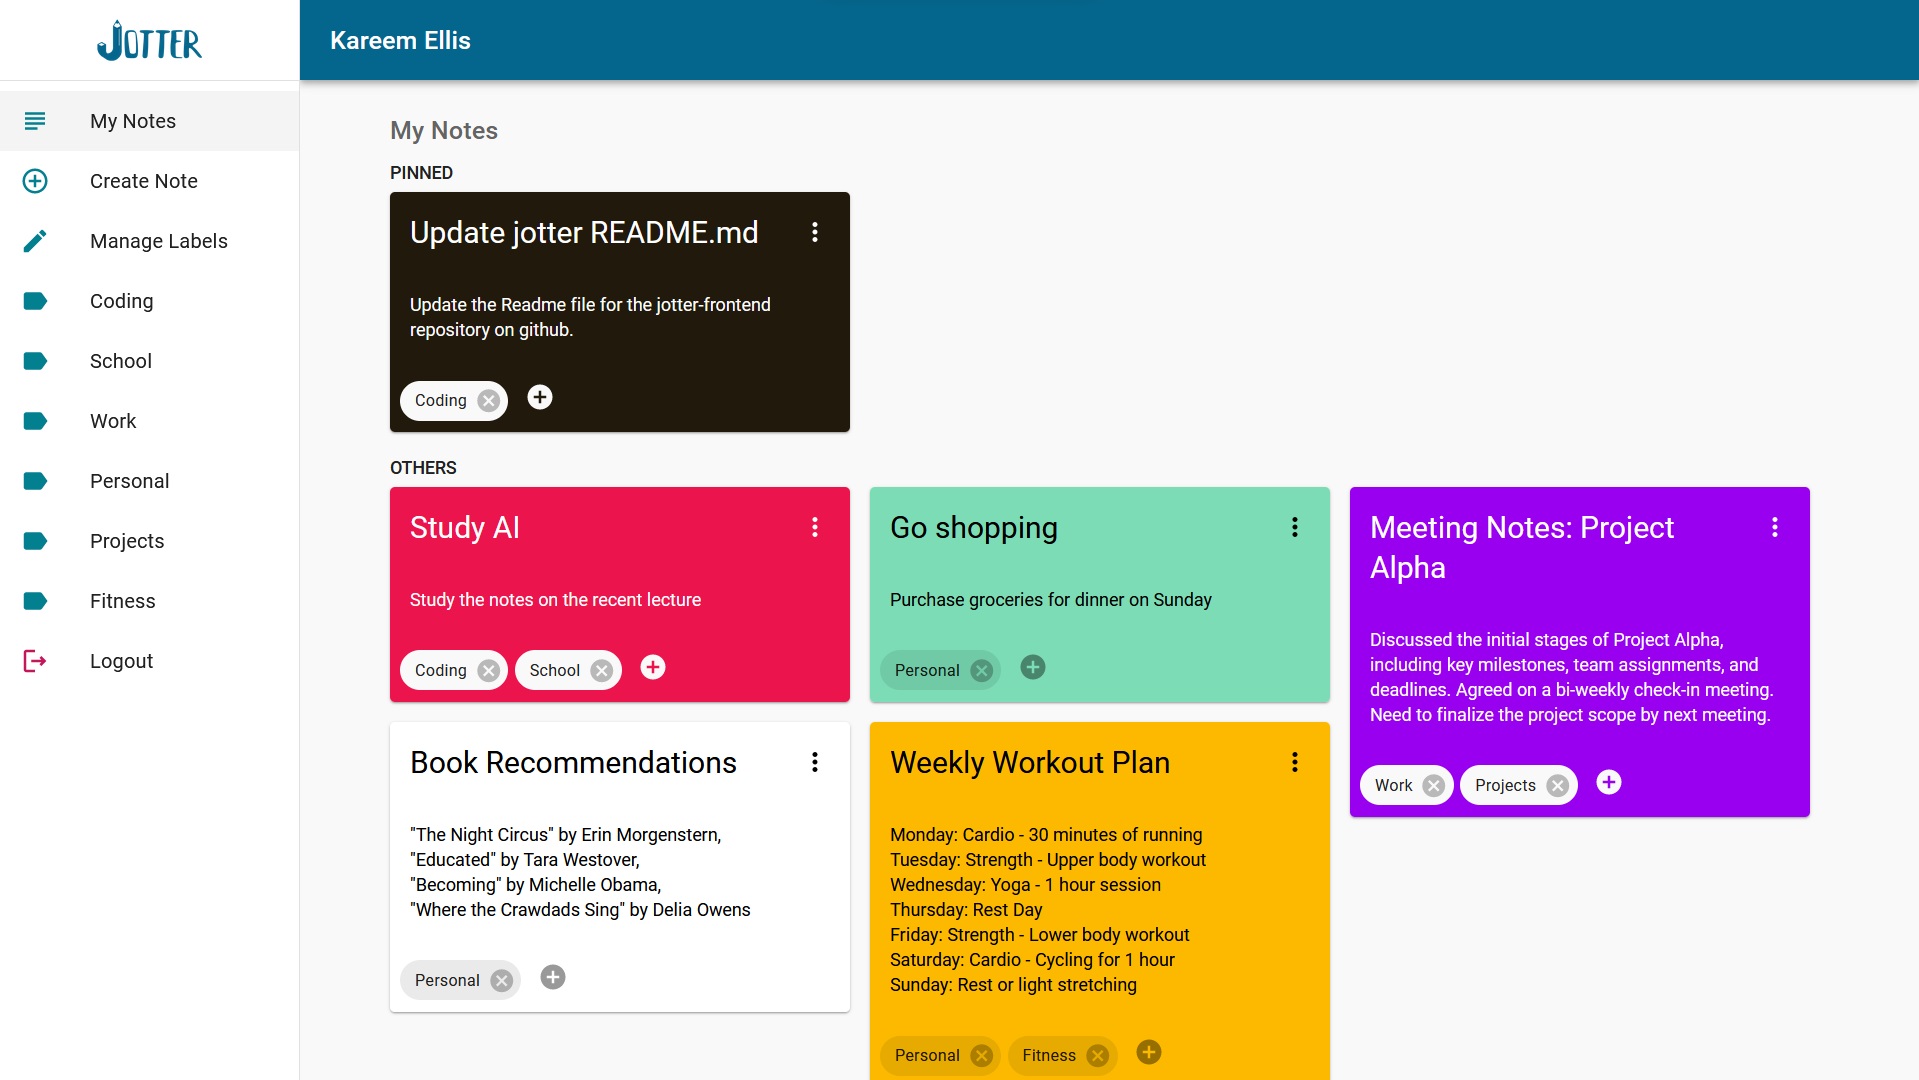 JOTTER
Kareem Ellis
My Notes
Create Note
Manage Labels
Coding
School
Work
Personal
Projects
Fitness
Logout
My Notes
PINNED
Update jotter README.md
Update the Readme file for the jotter-frontend
repository on github.
Coding
OTHERS
Study AI
Study the notes on the recent lecture
Coding School
Go shopping
Purchase groceries for dinner on Sunday
Personal
Meeting Notes: Project
Alpha
Discussed the initial stages of Project Alpha,
including key milestones, team assignments, and
deadlines. Agreed on a bi-weekly check-in meeting.
Need to finalize the project scope by next meeting.
Work Projects
Book Recommendations
"The Night Circus" by Erin Morgenstern,
"Educated" by Tara Westover,
"Becoming" by Michelle Obama,
"Where the Crawdads Sing" by Delia Owens
Personal
Weekly Workout Plan
Monday: Cardio - 30 minutes of running
Tuesday: Strength - Upper body workout
Wednesday: Yoga - 1 hour session
Thursday: Rest Day
Friday: Strength - Lower body workout
Saturday: Cardio - Cycling for 1 hour
Sunday: Rest or light stretching
Personal Fitness